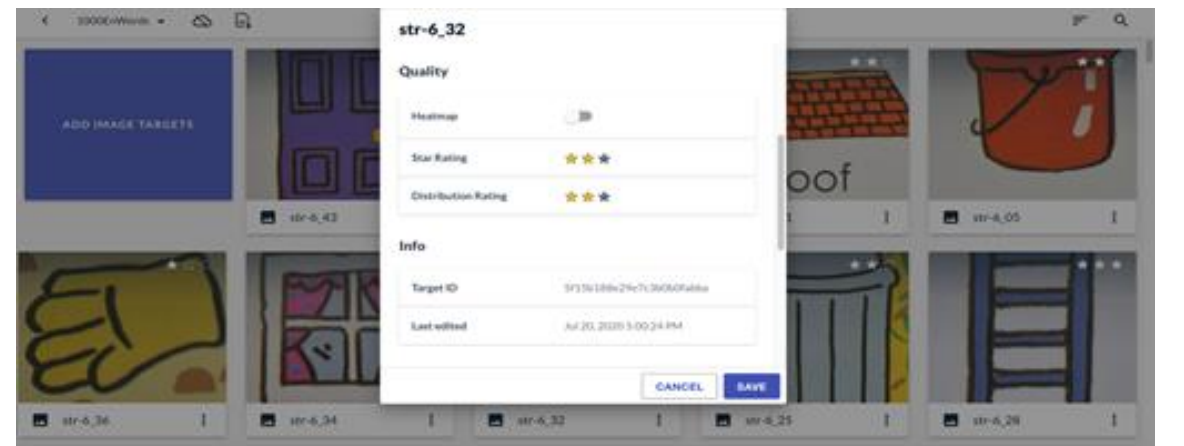 1000EnWords
str-6_32
Quality
Heatmap
Star Rating
Distribution Rating
Info
Target ID
Last edited
Jul 20, 2020 5:00:24 PM
CANCEL
SAVE
ADD IMAGE TARGETS
oof
str-6_43
1
str-6_05
str-6_36
str-6_34
str-6_32
str-6_25
str-6_28